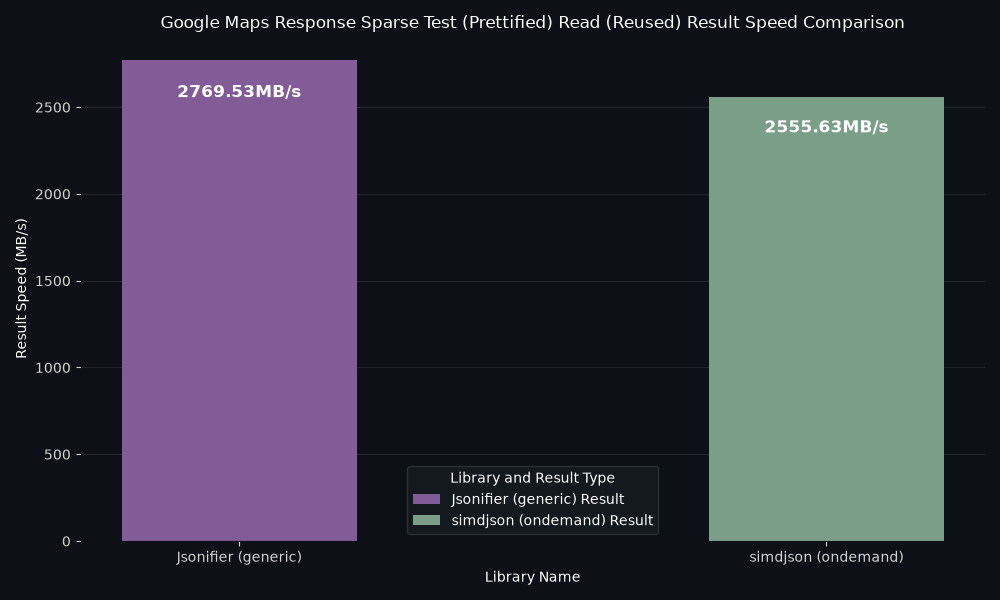 Google Maps Response Sparse Test (Prettified) Read (Reused) Result Speed Comparison
2769.53MB/s
2555.63MB/s
2500
2000
1500
1000
500
0
Result Speed (MB/s)
Library and Result Type
Jsonifier (generic) Result
simdjson (ondemand) Result
Jsonifier (generic)
simdjson (ondemand)
Library Name